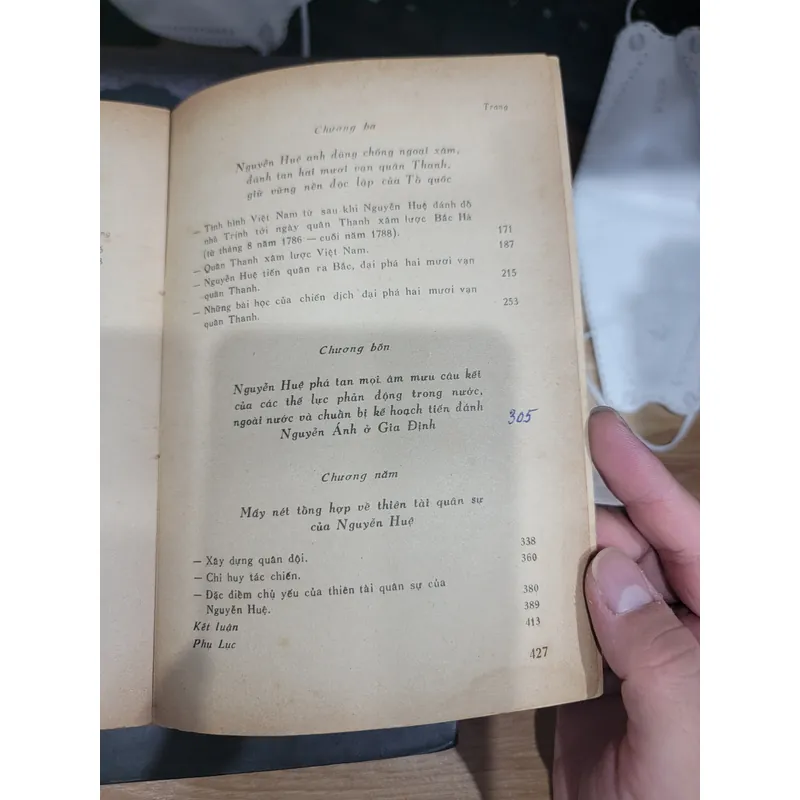 Trang
Chương ba
Nguyễn Huệ anh dũng chống ngoại xâm,
đánh tan hai mươi vạn quân Thanh,
giữ vững nền độc lập của Tổ quốc
— Tình hình Việt Nam từ sau khi Nguyễn Huệ đánh đổ
nhà Trịnh tới ngày quân Thanh xâm lược Bắc Hà
(từ tháng 8 năm 1786 — cuối năm 1788). 171
— Quân Thanh xâm lược Việt Nam. 187
— Nguyễn Huệ tiến quân ra Bắc, đại phá hai mươi vạn
quân Thanh. 215
— Những bài học của chiến dịch đại phá hai mươi vạn
quân Thanh. 253
Chương bốn
Nguyễn Huệ phá tan mọi âm mưu câu kết
của các thế lực phản động trong nước,
ngoài nước và chuẩn bị kế hoạch tiến đánh
Nguyễn Ánh ở Gia Định 305
Chương năm
Mấy nét tổng hợp về thiên tài quân sự
của Nguyễn Huệ
338
— Xây dựng quân đội. 360
— Chỉ huy tác chiến.
— Đặc điểm chủ yếu của thiên tài quân sự của 380
Nguyễn Huệ. 389
Kết luận 413
Phụ Lục
427